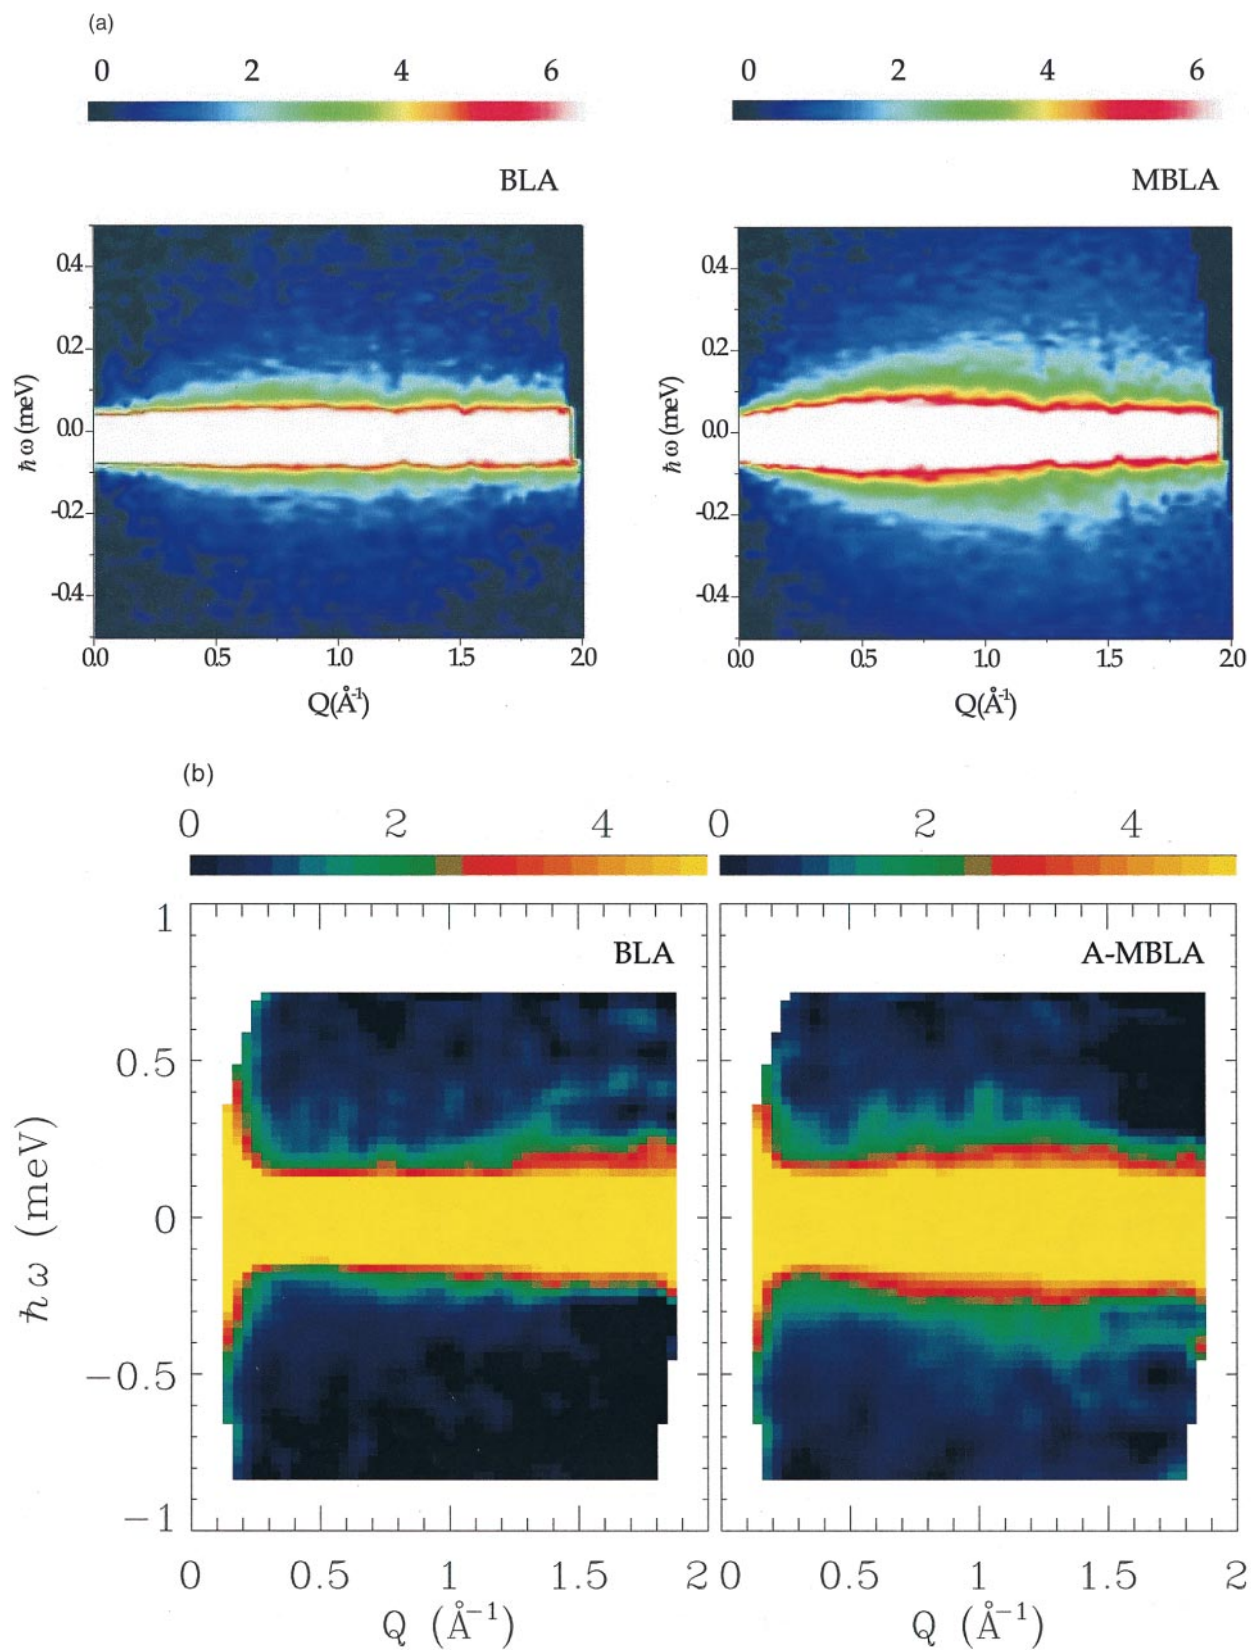 (a)
0 2 4 6 0 2 4 6
BLA MBLA
0.4 0.4
0.2 0.2
0.0 0.0
-0.2 -0.2
-0.4 -0.4
ħ ω (meV) ħ ω (meV)
0.0 0.5 1.0 1.5 2.0 0.0 0.5 1.0 1.5 2.0
Q(Å-1) Q(Å-1)
(b)
0 2 4 0 2 4
BLA A-MBLA
1
0.5
0
−0.5
−1
ħ ω (meV)
0 0.5 1 1.5 2 0 0.5 1 1.5 2
Q (Å−1) Q (Å−1)